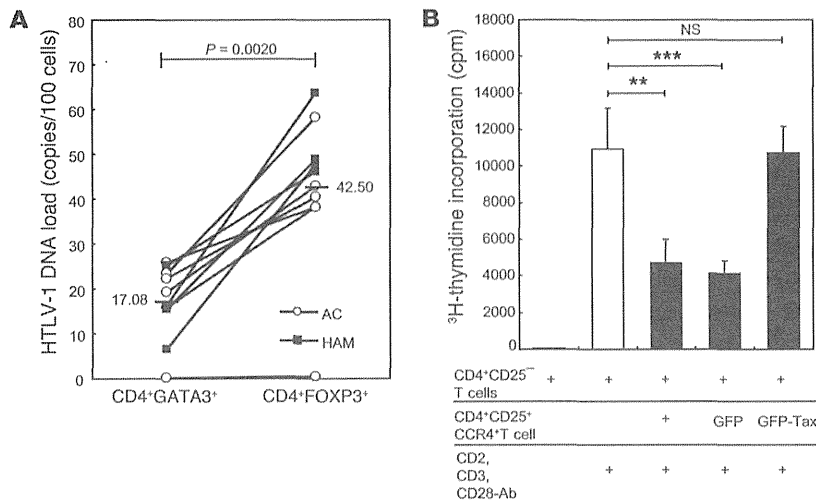 A
HTLV-1 DNA load (copies/100 cells)
80
70
60
50
40
30
20
10
0
P = 0.0020
17.08
42.50
AC
HAM
CD4⁺GATA3⁺
CD4⁺FOXP3⁺
B
³H-thymidine incorporation (cpm)
18000
16000
14000
12000
10000
8000
6000
4000
2000
0
NS
***
**
CD4⁺CD25⁻
T cells
+ + + + +
CD4⁺CD25⁺
CCR4⁺T cell
+ GFP GFP-Tax
CD2,
CD3,
CD28-Ab
+ + + +